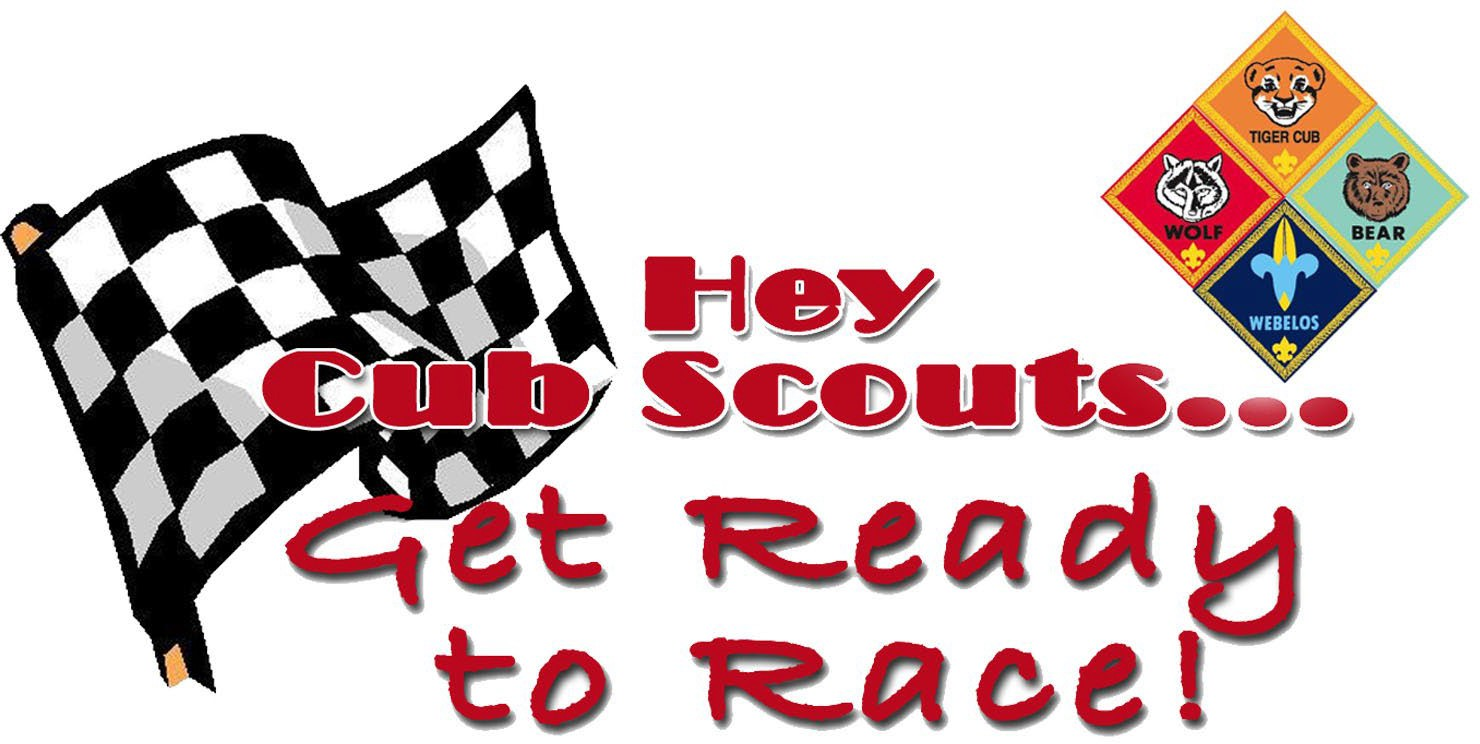 TIGER CUB
WOLF
BEAR
WEBELOS
Hey
Cub Scouts...
Get Ready
to Race!